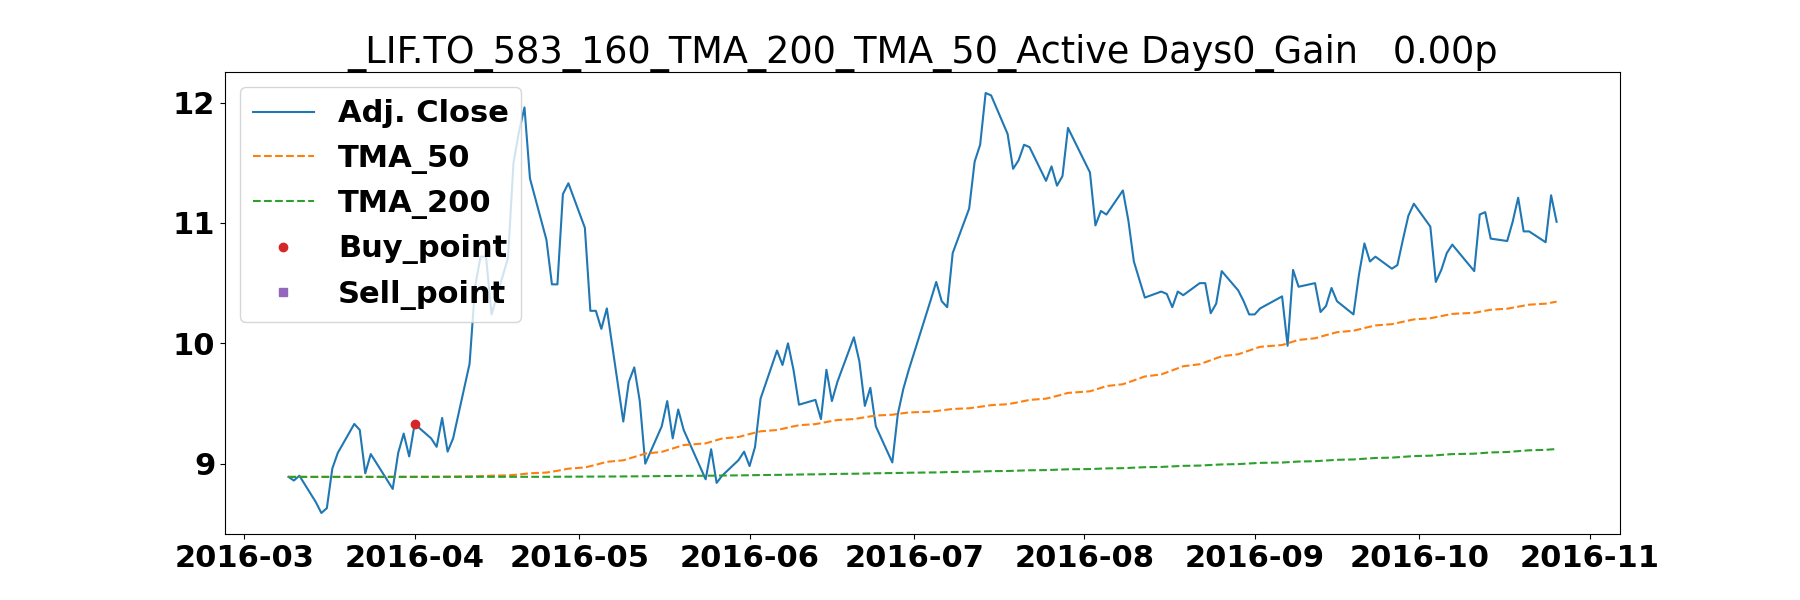 _LIF.TO_583_160_TMA_200_TMA_50_Active Days0_Gain   0.00p
12
11
10
9
Adj. Close
TMA_50
TMA_200
Buy_point
Sell_point
2016-03 2016-04 2016-05 2016-06 2016-07 2016-08 2016-09 2016-10 2016-11